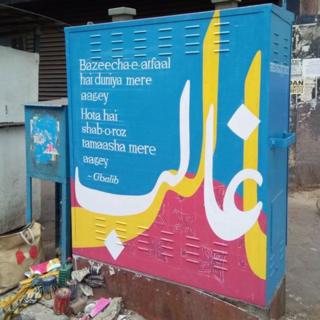 Bazeecha-e-atfaal
hai duniya mere
aagey
Hota hai
shab-o-roz
tamaasha mere
aagey
~Ghalib
غالب